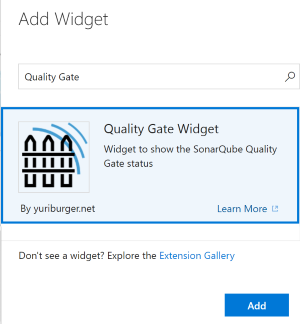 Add Widget
Quality Gate
Quality Gate Widget
Widget to show the SonarQube Quality
Gate status
By yuriburger.net
Learn More
Don't see a widget? Explore the Extension Gallery
Add